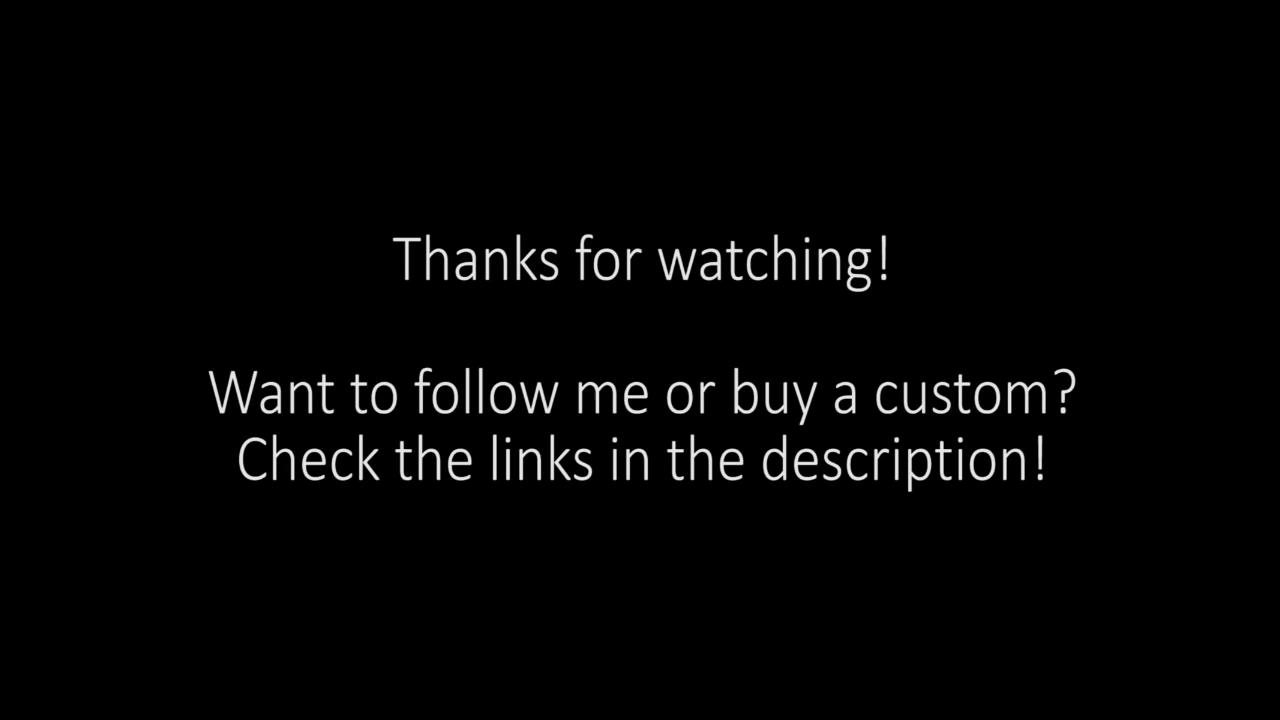 Thanks for watching!
Want to follow me or buy a custom?
Check the links in the description!